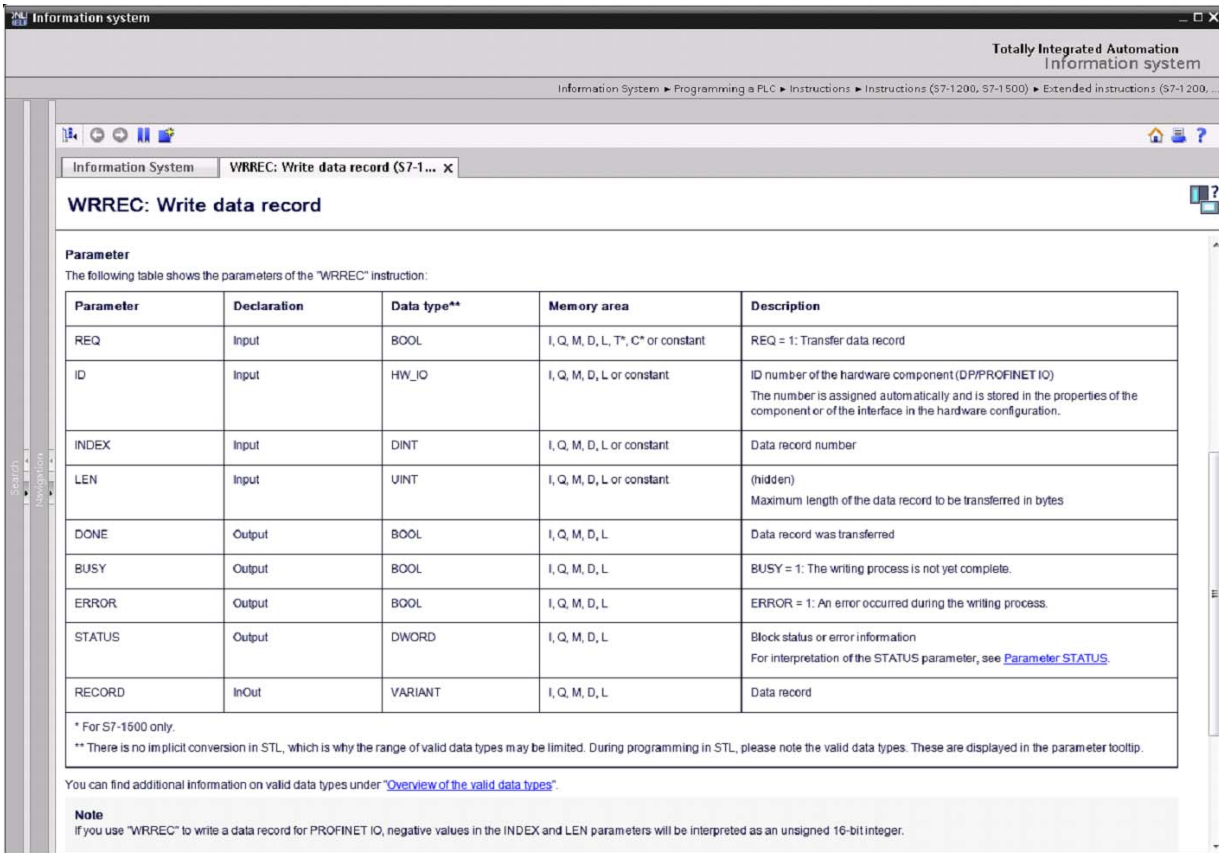 Information system
Totally Integrated Automation
Information system
Information System ▸ Programming a PLC ▸ Instructions ▸ Instructions (S7-1200, S7-1500) ▸ Extended instructions (S7-1200, ...
Information System
WRREC: Write data record (S7-1... X
WRREC: Write data record
Parameter
The following table shows the parameters of the "WRREC" instruction:
Parameter Declaration Data type** Memory area Description
REQ Input BOOL I, Q, M, D, L, T*, C* or constant REQ = 1: Transfer data record
ID Input HW_IO I, Q, M, D, L or constant ID number of the hardware component (DP/PROFINET IO)
The number is assigned automatically and is stored in the properties of the
component or of the interface in the hardware configuration.
INDEX Input DINT I, Q, M, D, L or constant Data record number
LEN Input UINT I, Q, M, D, L or constant (hidden)
Maximum length of the data record to be transferred in bytes
DONE Output BOOL I, Q, M, D, L Data record was transferred
BUSY Output BOOL I, Q, M, D, L BUSY = 1: The writing process is not yet complete.
ERROR Output BOOL I, Q, M, D, L ERROR = 1: An error occurred during the writing process.
STATUS Output DWORD I, Q, M, D, L Block status or error information
For interpretation of the STATUS parameter, see Parameter STATUS.
RECORD InOut VARIANT I, Q, M, D, L Data record
* For S7-1500 only.
** There is no implicit conversion in STL, which is why the range of valid data types may be limited. During programming in STL, please note the valid data types. These are displayed in the parameter tooltip.
You can find additional information on valid data types under "Overview of the valid data types".
Note
If you use "WRREC" to write a data record for PROFINET IO, negative values in the INDEX and LEN parameters will be interpreted as an unsigned 16-bit integer.
Search
Navigation